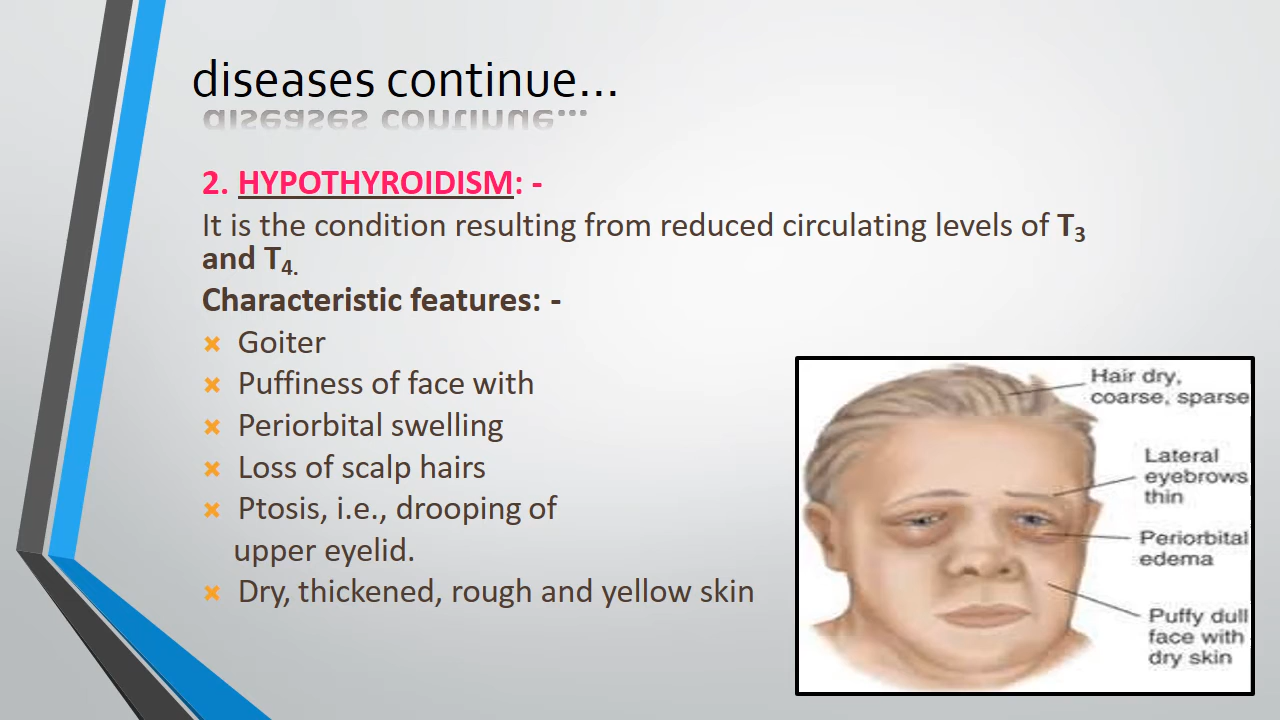 diseases continue...
2. HYPOTHYROIDISM: -
It is the condition resulting from reduced circulating levels of T3
and T4.
Characteristic features: -
Goiter
Puffiness of face with
Periorbital swelling
Loss of scalp hairs
Ptosis, i.e., drooping of
upper eyelid.
Dry, thickened, rough and yellow skin
Hair dry,
coarse, sparse
Lateral
eyebrows
thin
Periorbital
edema
Puffy dull
face with
dry skin